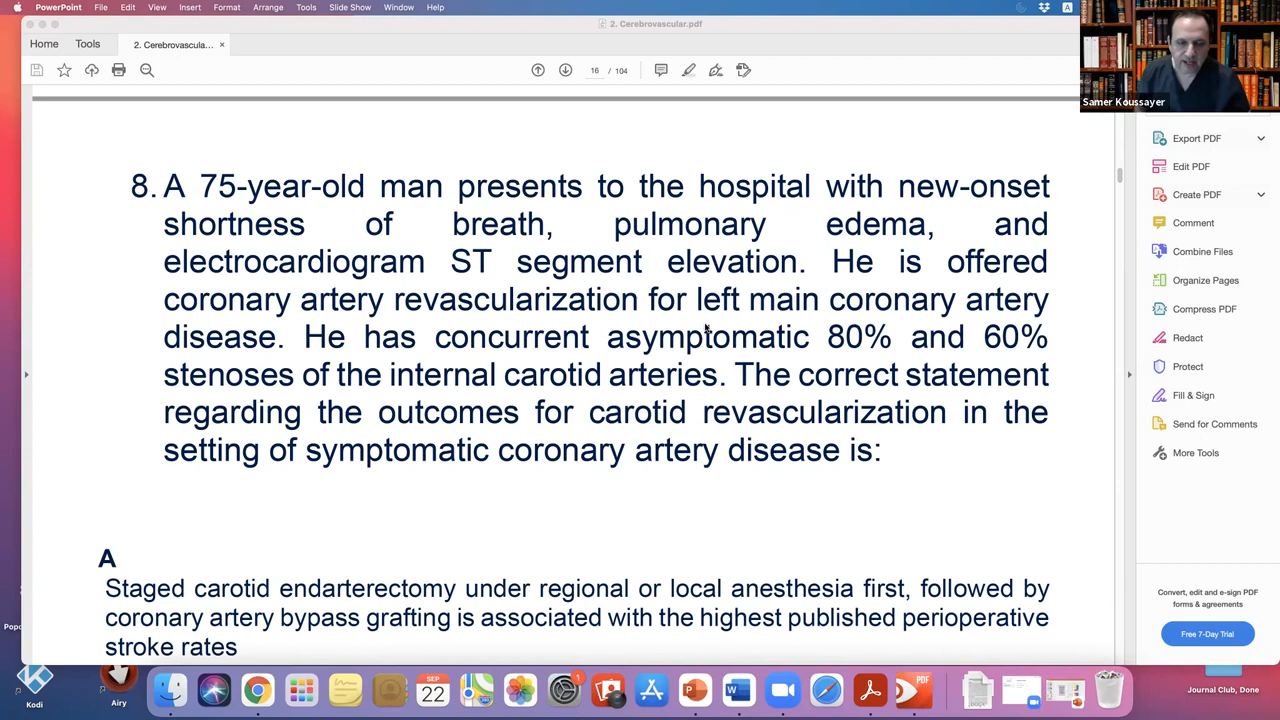 PowerPoint File Edit View Insert Format Arrange Tools Slide Show Window Help
2. Cerebrovascular.pdf
Home Tools 2. Cerebrovascula... ×
16 / 104
Samer Koussayer
8. A 75-year-old man presents to the hospital with new-onset
shortness of breath, pulmonary edema, and
electrocardiogram ST segment elevation. He is offered
coronary artery revascularization for left main coronary artery
disease. He has concurrent asymptomatic 80% and 60%
stenoses of the internal carotid arteries. The correct statement
regarding the outcomes for carotid revascularization in the
setting of symptomatic coronary artery disease is:
A
Staged carotid endarterectomy under regional or local anesthesia first, followed by
coronary artery bypass grafting is associated with the highest published perioperative
stroke rates
Export PDF
Edit PDF
Create PDF
Comment
Combine Files
Organize Pages
Compress PDF
Redact
Protect
Fill & Sign
Send for Comments
More Tools
Convert, edit and e-sign PDF
forms & agreements
Free 7-Day Trial
Popc
Kodi
Airy
SEP
22
1
PDF
Journal Club, Done